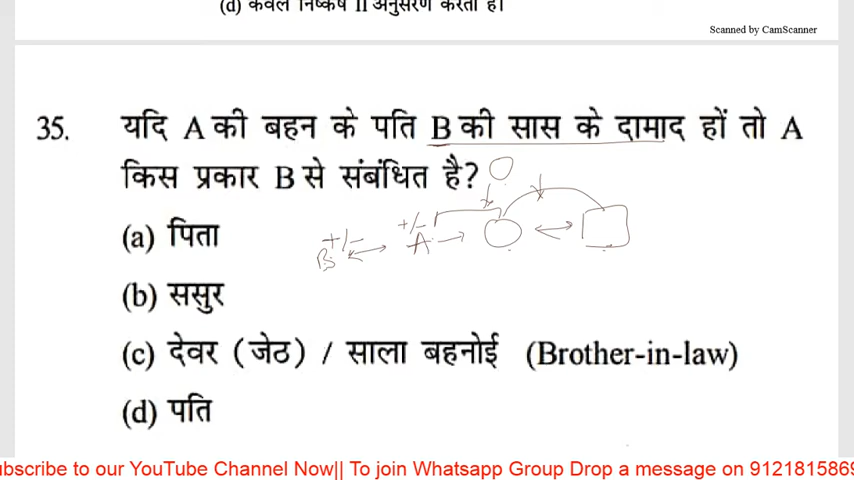 (d) केवल निष्कर्ष II अनुसरण करता है।
Scanned by CamScanner
35. यदि A की बहन के पति B की सास के दामाद हों तो A
किस प्रकार B से संबंधित है?
(a) पिता
+/-
+/-
A
B
(b) ससुर
(c) देवर (जेठ) / साला बहनोई (Brother-in-law)
(d) पति
ubscribe to our YouTube Channel Now|| To join Whatsapp Group Drop a message on 9121815869